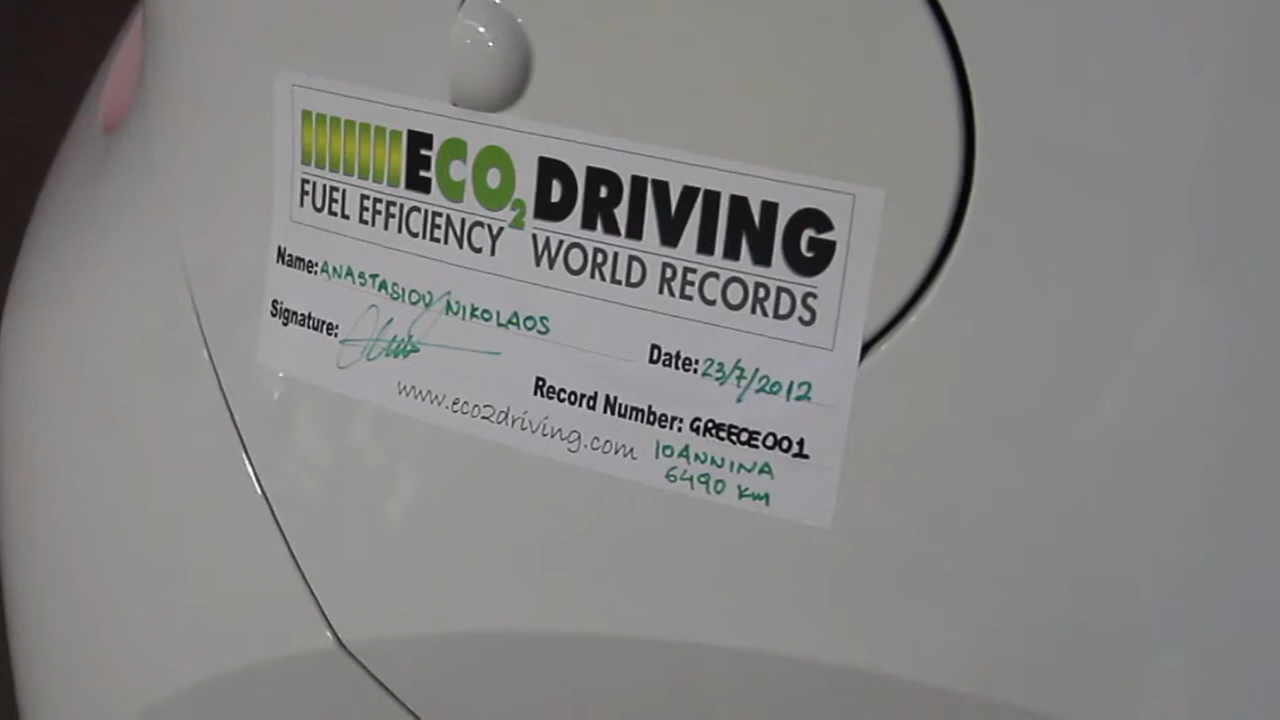 ECO2 DRIVING
FUEL EFFICIENCY WORLD RECORDS
Name: ANASTASIOU NIKOLAOS
Signature:
Date: 23/7/2012
Record Number: GREECE001
www.eco2driving.com
IOANNINA
6490 km